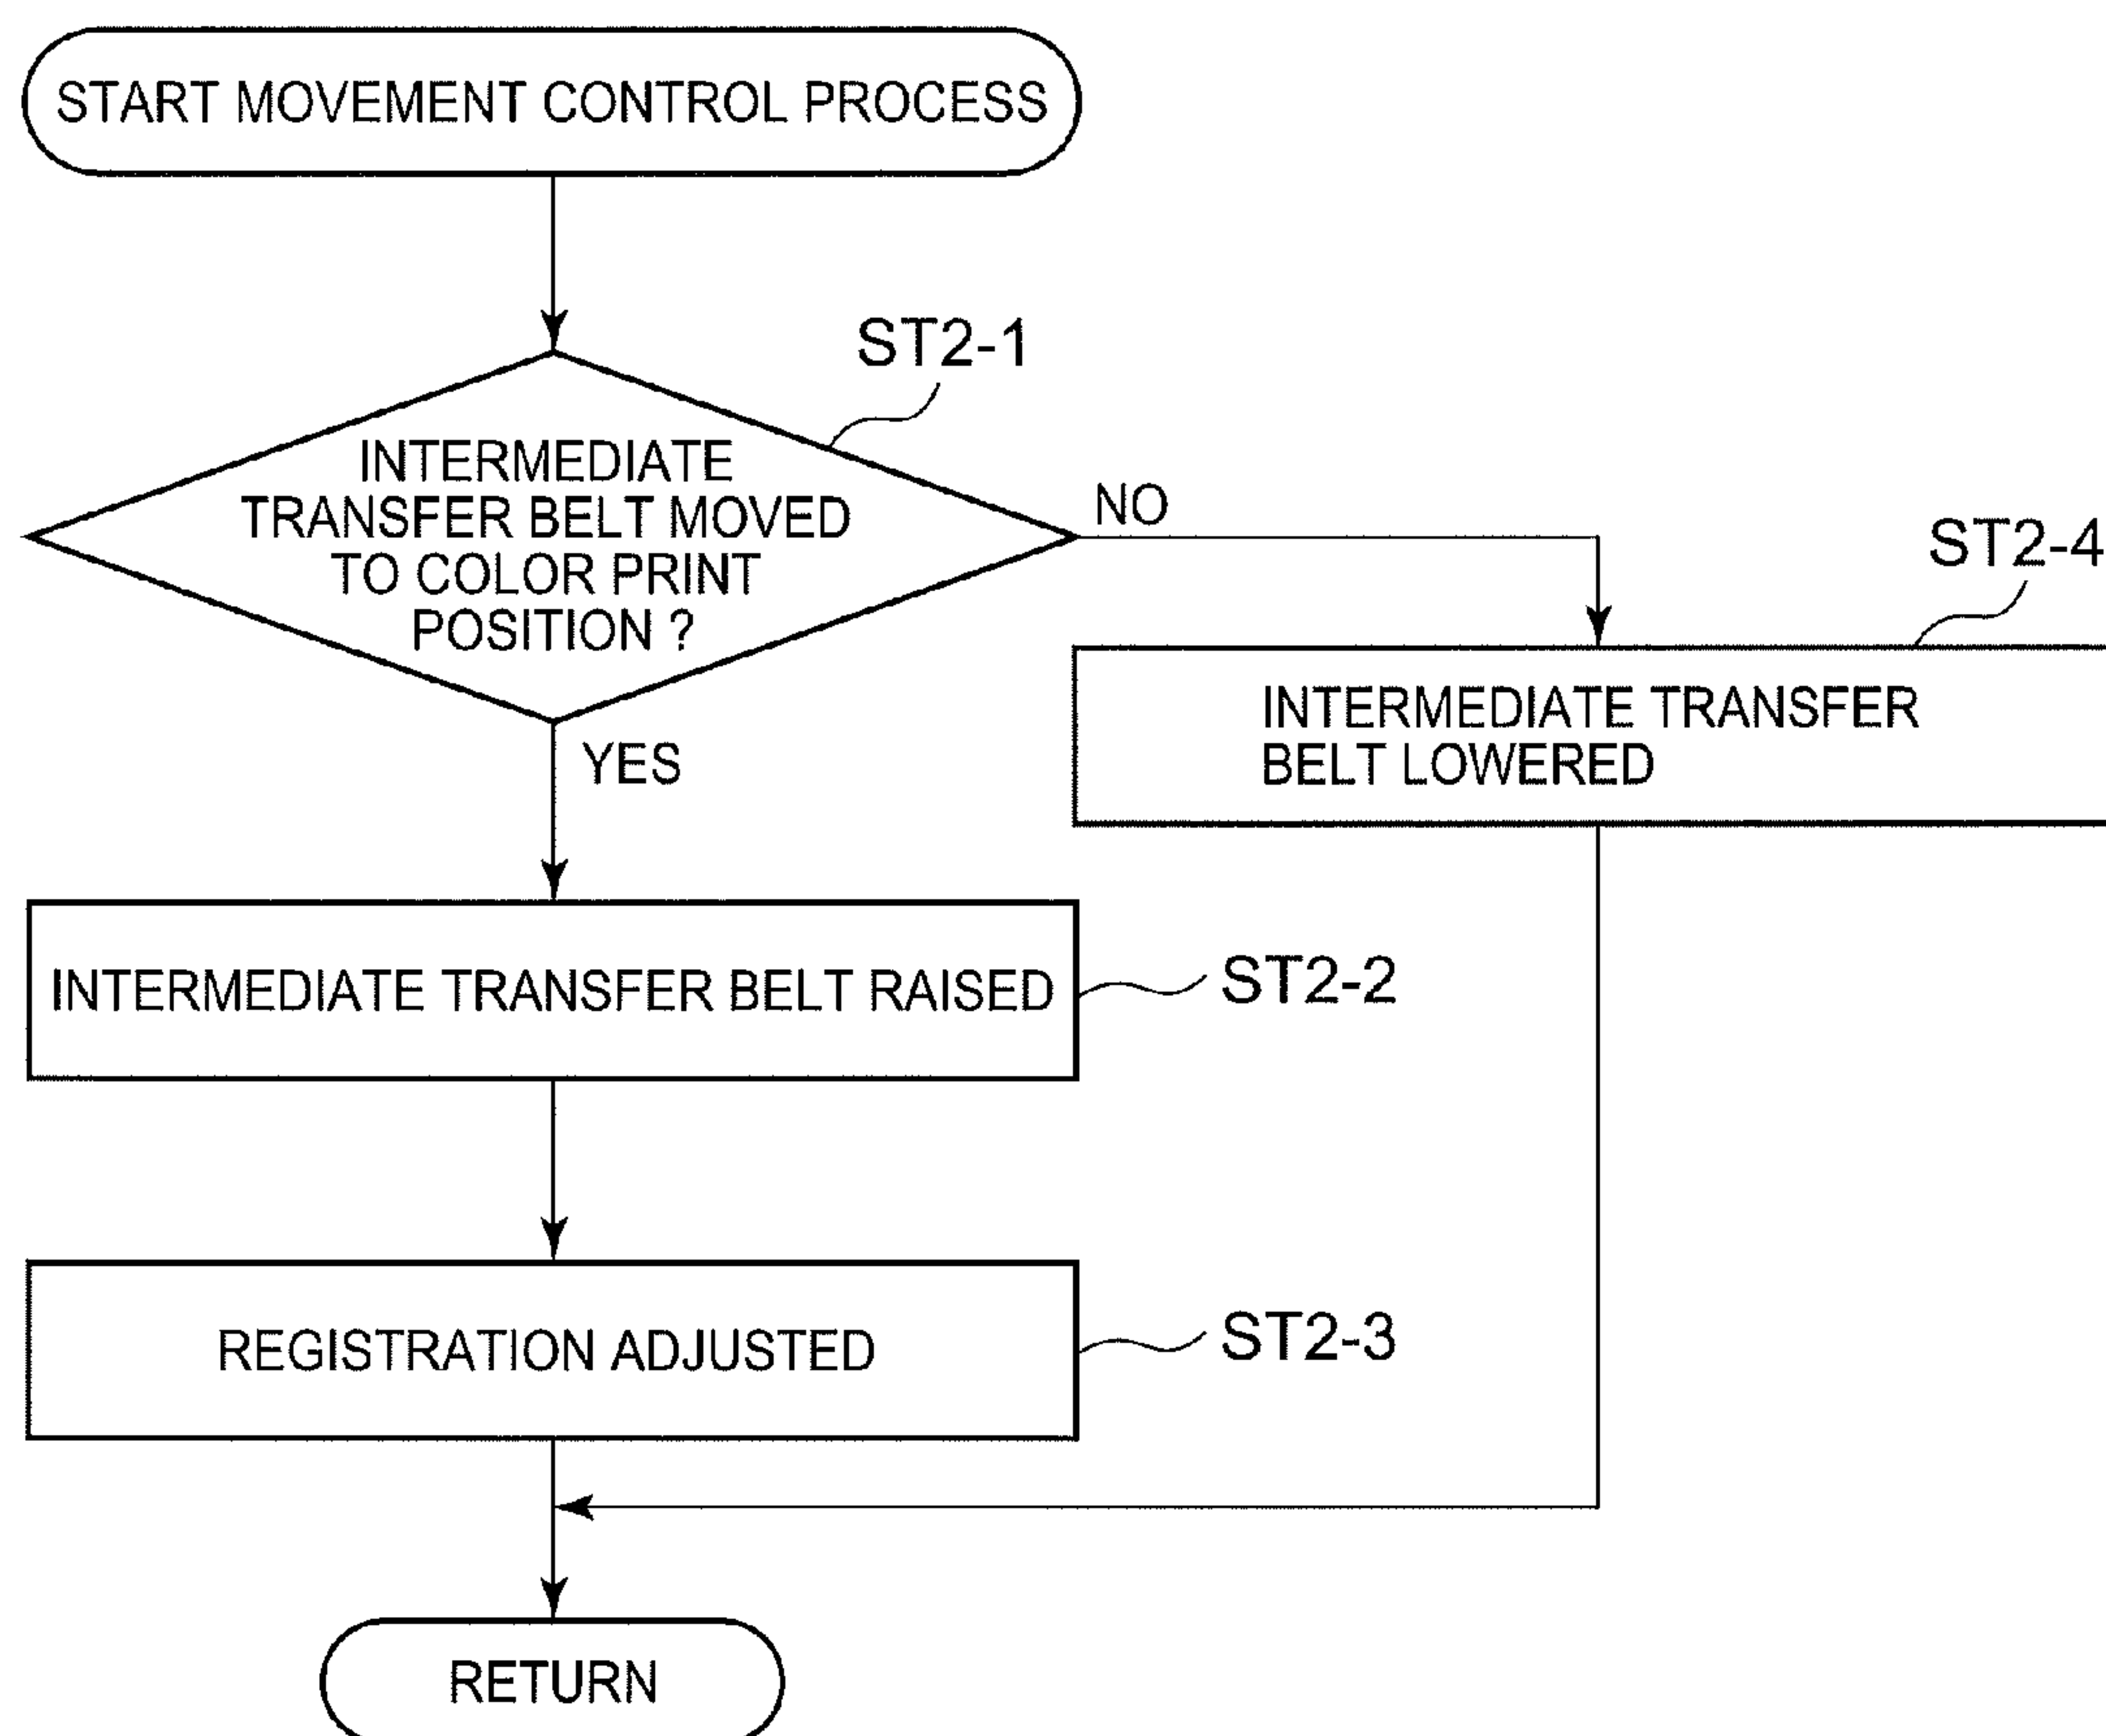 START MOVEMENT CONTROL PROCESS
ST2-1
INTERMEDIATE
TRANSFER BELT MOVED
TO COLOR PRINT
POSITION ?
NO
ST2-4
INTERMEDIATE TRANSFER
BELT LOWERED
YES
INTERMEDIATE TRANSFER BELT RAISED
ST2-2
REGISTRATION ADJUSTED
ST2-3
RETURN